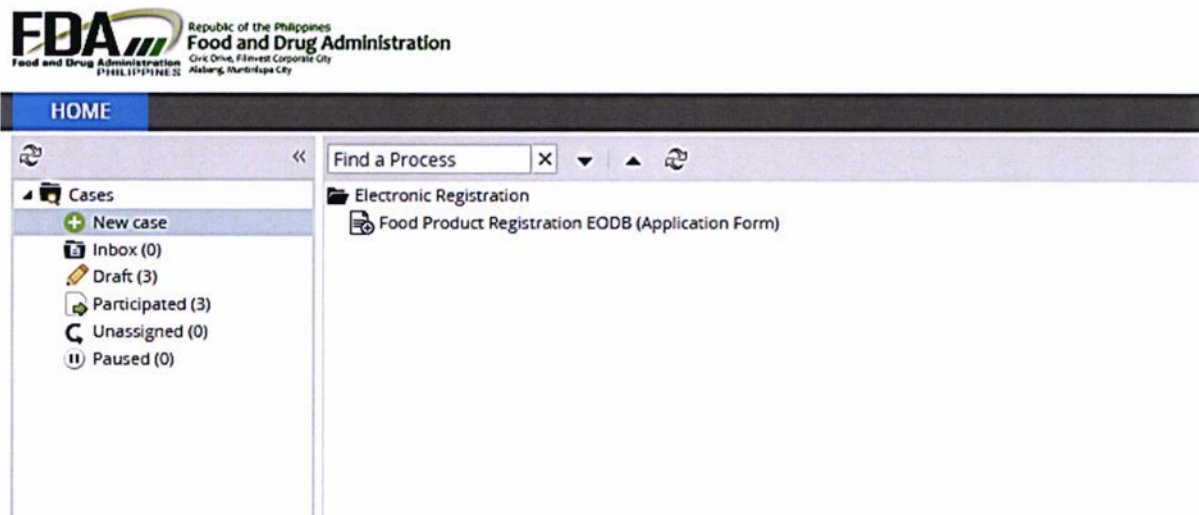 FDA
Food and Drug Administration
PHILIPPINES
Republic of the Philippines
Food and Drug Administration
Civic Drive, Filinvest Corporate City
Alabang, Muntinlupa City
HOME
Find a Process
Cases
New case
Inbox (0)
Draft (3)
Participated (3)
Unassigned (0)
Paused (0)
Electronic Registration
Food Product Registration EODB (Application Form)